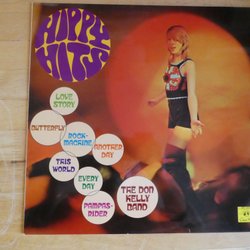 HIPPY
HITS
LOVE
STORY
BUTTERFLY
ROCK-
MACHINE
ANOTHER
DAY
THIS
WORLD
EVERY
DAY
PAMPAS-
RIDER
THE DON
KELLY
BAND